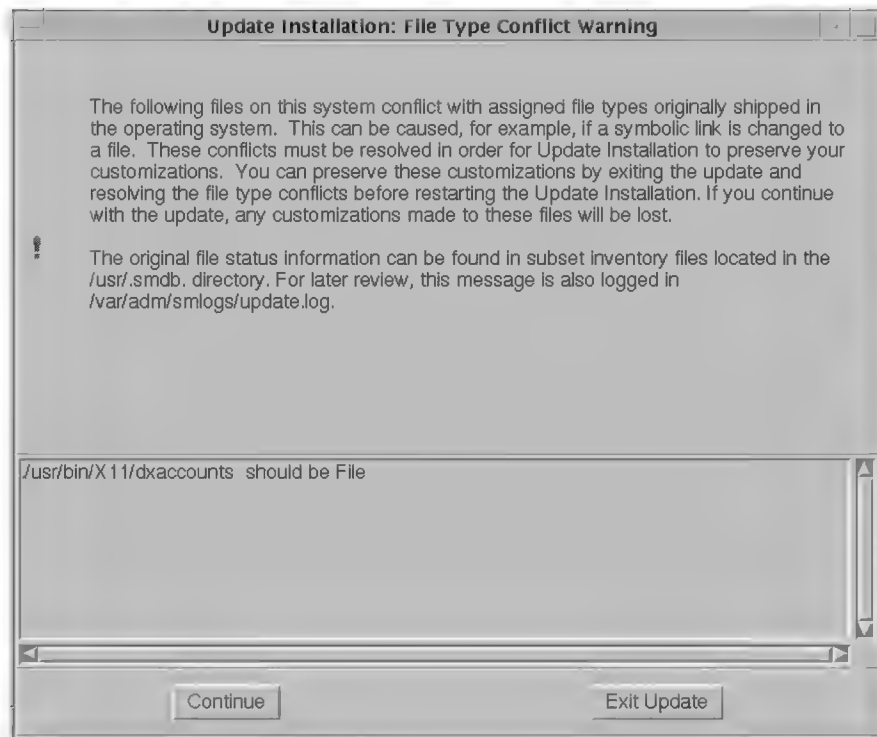 Update Installation: File Type Conflict Warning
The following files on this system conflict with assigned file types originally shipped in
the operating system. This can be caused, for example, if a symbolic link is changed to
a file. These conflicts must be resolved in order for Update Installation to preserve your
customizations. You can preserve these customizations by exiting the update and
resolving the file type conflicts before restarting the Update Installation. If you continue
with the update, any customizations made to these files will be lost.
!
The original file status information can be found in subset inventory files located in the
/usr/.smdb. directory. For later review, this message is also logged in
/var/adm/smlogs/update.log.
./usr/bin/X11/dxaccounts should be File
Continue
Exit Update